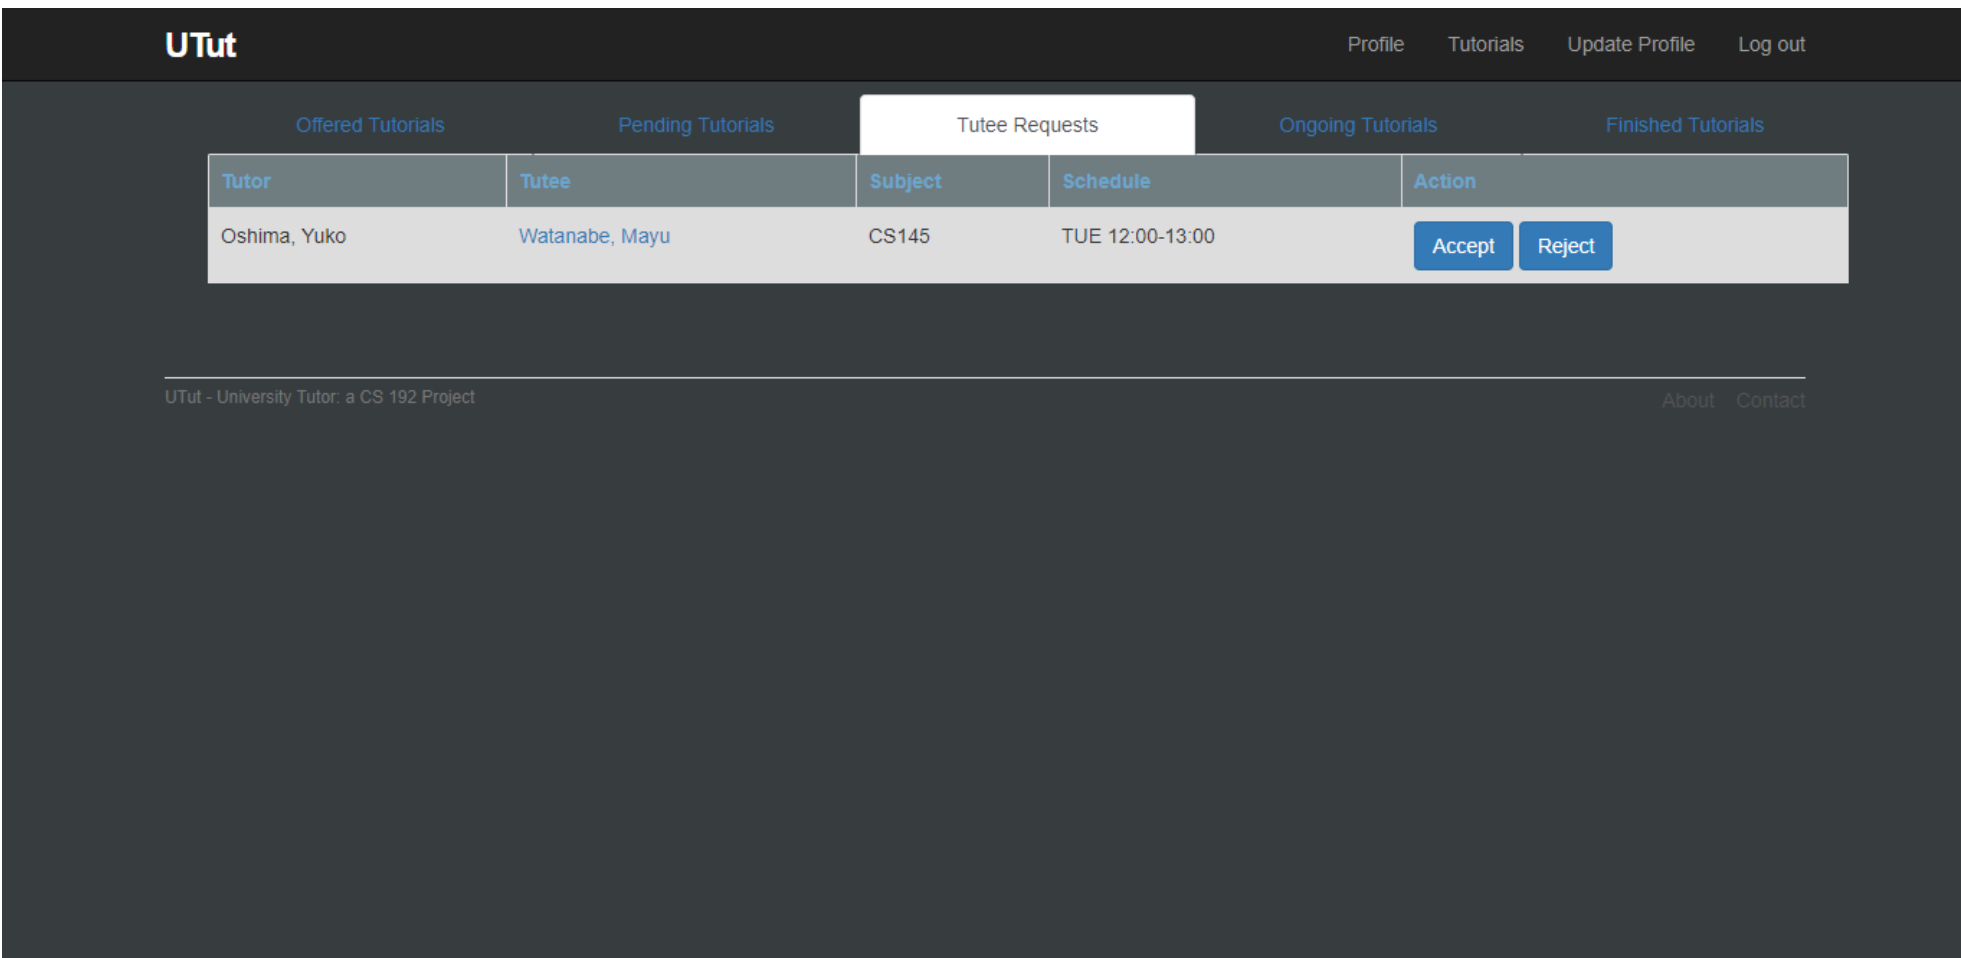 UTut Profile Tutorials Update Profile Log out
Offered Tutorials Pending Tutorials Tutee Requests Ongoing Tutorials Finished Tutorials
Tutor Tutee Subject Schedule Action
Oshima, Yuko Watanabe, Mayu CS145 TUE 12:00-13:00 Accept Reject
UTut - University Tutor: a CS 192 Project About Contact